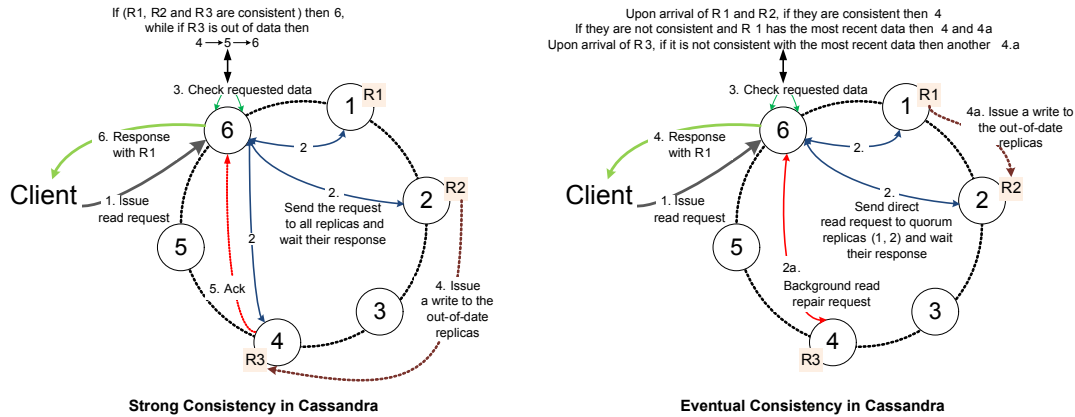 If (R1, R2 and R3 are consistent) then 6,
while if R3 is out of data then
4 → 5 → 6
3. Check requested data
R1
1
6
2.
6. Response
with R1
Client
1. Issue
read request
2
R2
2.
Send the request
to all replicas and
wait their response
5
2
5. Ack
4. Issue
a write to the
out-of-date
replicas
3
4
R3
Strong Consistency in Cassandra
Upon arrival of R1 and R2, if they are consistent then 4
If they are not consistent and R1 has the most recent data then 4 and 4a
Upon arrival of R3, if it is not consistent with the most recent data then another 4.a
3. Check requested data
R1
1
6
2.
4a. Issue a write to
the out-of-date
replicas
4. Response
with R1
Client
1. Issue
read request
2
R2
2.
Send direct
read request to quorum
replicas (1, 2) and wait
their response
5
2a.
Background read
repair request
3
4
R3
Eventual Consistency in Cassandra